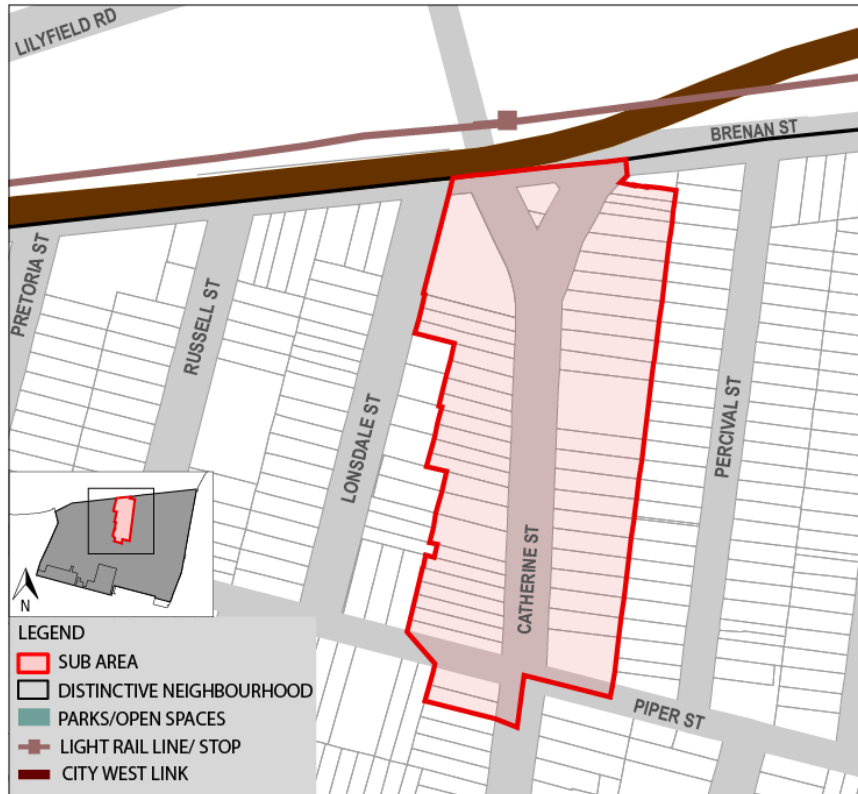 LILYFIELD RD
BRENAN ST
PRETORIA ST
RUSSELL ST
LONSDALE ST
PERCIVAL ST
CATHERINE ST
PIPER ST
N
LEGEND
SUB AREA
DISTINCTIVE NEIGHBOURHOOD
PARKS/OPEN SPACES
LIGHT RAIL LINE/ STOP
CITY WEST LINK